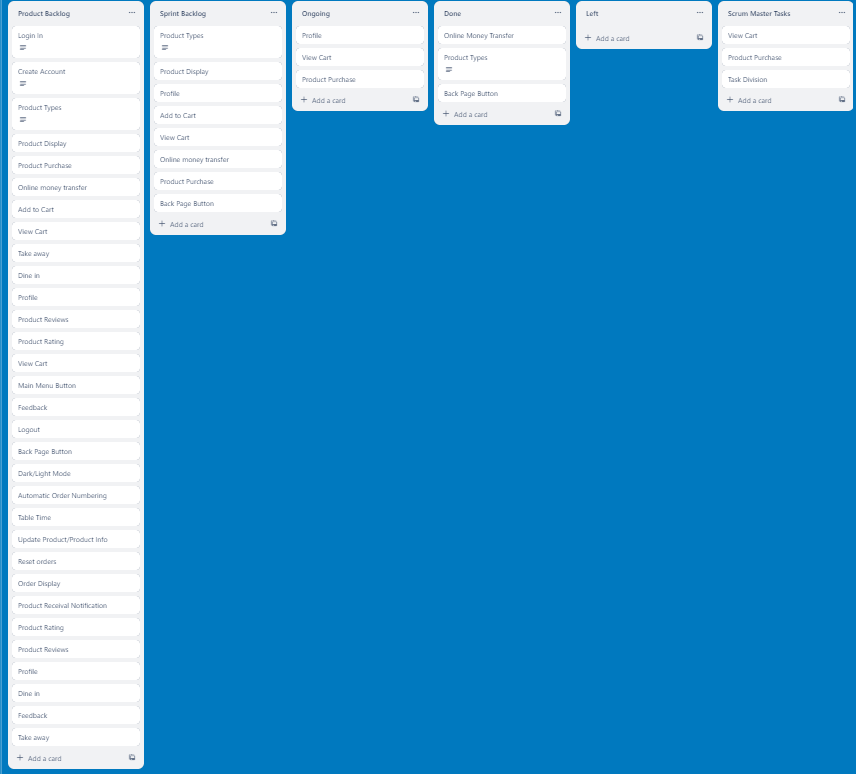 Product Backlog
Login In
Create Account
Product Types
Product Display
Product Purchase
Online money transfer
Add to Cart
View Cart
Take away
Dine in
Profile
Product Reviews
Product Rating
View Cart
Main Menu Button
Feedback
Logout
Back Page Button
Dark/Light Mode
Automatic Order Numbering
Table Time
Update Product/Product Info
Reset orders
Order Display
Product Receival Notification
Product Rating
Product Reviews
Profile
Dine in
Feedback
Take away
+ Add a card
Sprint Backlog
Product Types
Product Display
Profile
Add to Cart
View Cart
Online money transfer
Product Purchase
Back Page Button
+ Add a card
Ongoing
Profile
View Cart
Product Purchase
+ Add a card
Done
Online Money Transfer
Product Types
Back Page Button
+ Add a card
Left
+ Add a card
Scrum Master Tasks
View Cart
Product Purchase
Task Division
+ Add a card